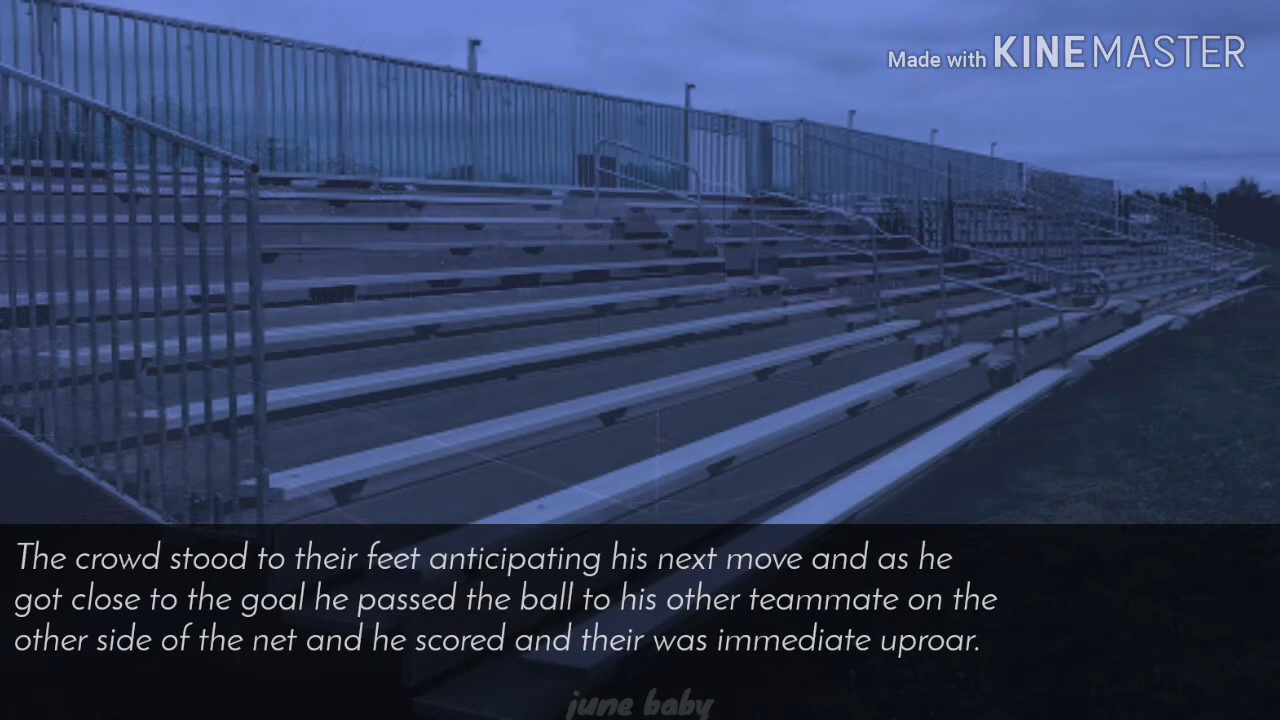 Made with KINEMASTER
The crowd stood to their feet anticipating his next move and as he
got close to the goal he passed the ball to his other teammate on the
other side of the net and he scored and their was immediate uproar.
june baby